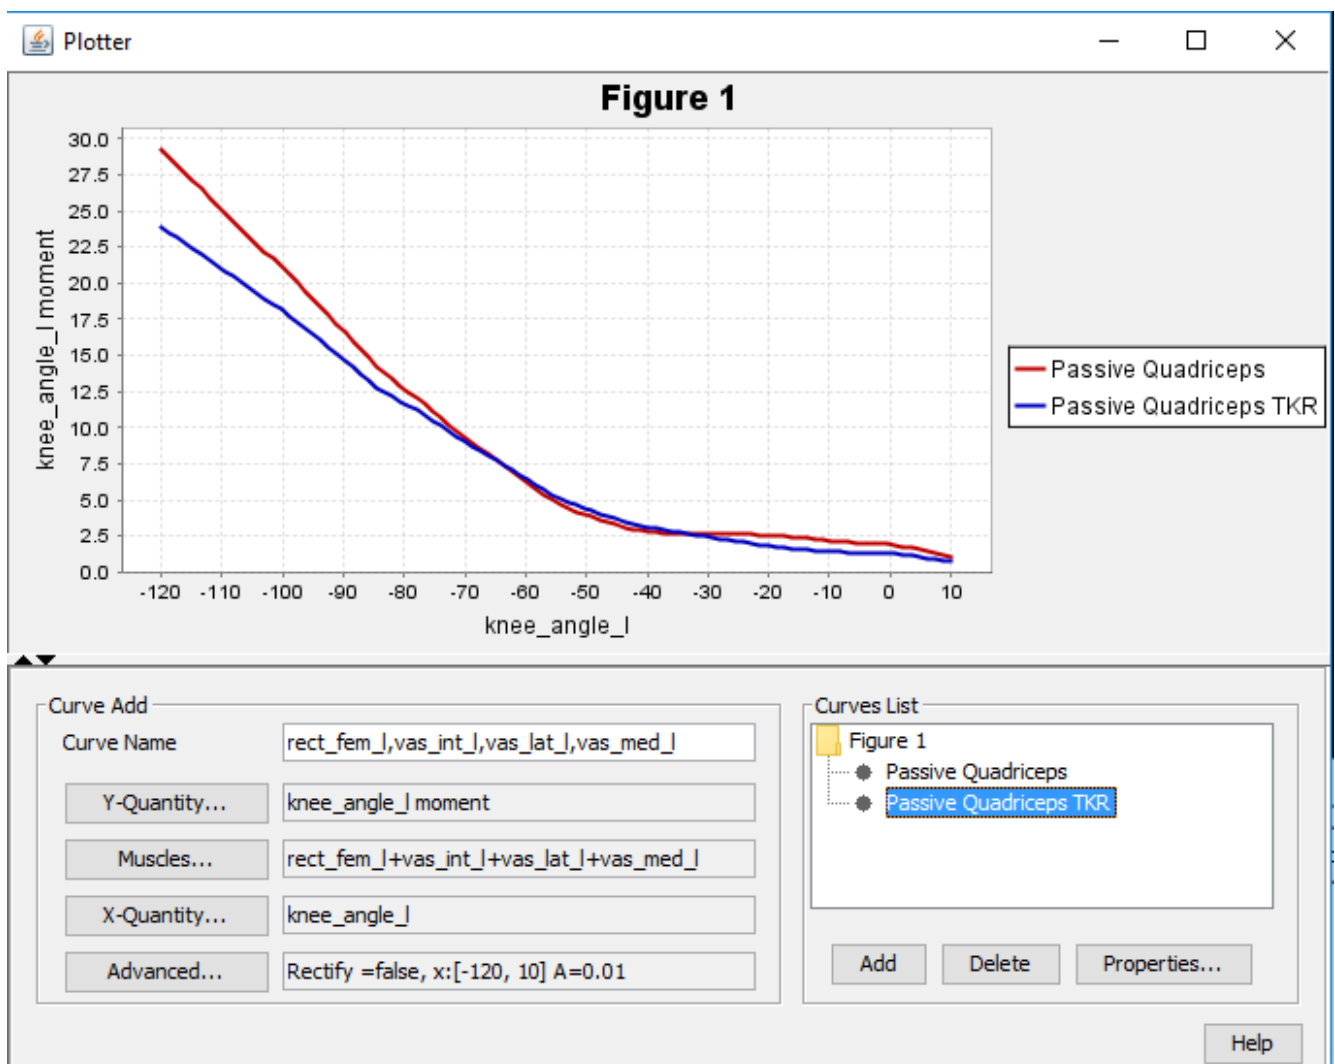 Plotter
Figure 1
30.0
27.5
25.0
22.5
20.0
17.5
15.0
12.5
10.0
7.5
5.0
2.5
0.0
knee_angle_l moment
-120 -110 -100 -90 -80 -70 -60 -50 -40 -30 -20 -10 0 10
knee_angle_l
Passive Quadriceps
Passive Quadriceps TKR
Curve Add
Curve Name rect_fem_l,vas_int_l,vas_lat_l,vas_med_l
Y-Quantity... knee_angle_l moment
Muscles... rect_fem_l+vas_int_l+vas_lat_l+vas_med_l
X-Quantity... knee_angle_l
Advanced... Rectify =false, x:[-120, 10] A=0.01
Curves List
Figure 1
Passive Quadriceps
Passive Quadriceps TKR
Add Delete Properties...
Help